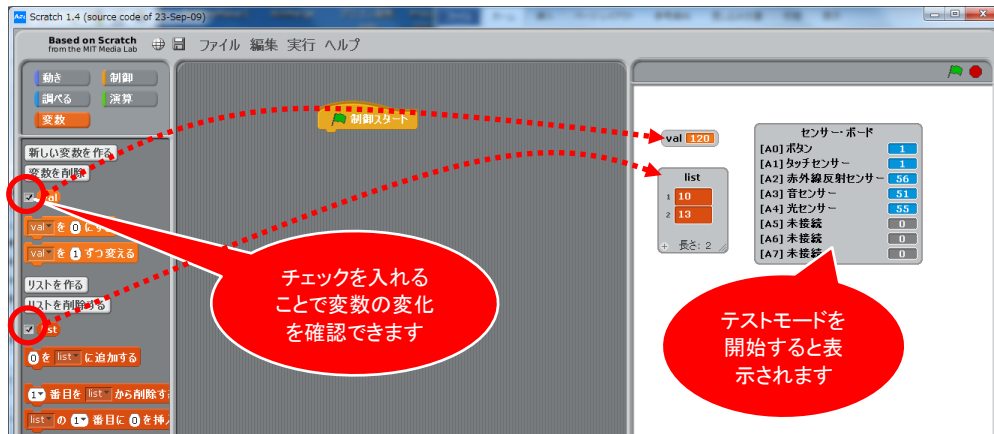 Scratch 1.4 (source code of 23-Sep-09)
Based on Scratch
from the MIT Media Lab
ファイル 編集 実行 ヘルプ
動き 制御
調べる 演算
変数
新しい変数を作る
変数を削除
val を 0 にす
val を 1 ずつ変える
リストを作る
リストを削除する
0 を list に追加する
1 番目を list から削除す
list の 1 番目に 0 を挿入
制御スタート
チェックを入れる
ことで変数の変化
を確認できます
val 120
list
1 10
2 13
+ 長さ: 2
センサー・ボード
[A0] ボタン 1
[A1] タッチセンサー 1
[A2] 赤外線反射センサー 56
[A3] 音センサー 51
[A4] 光センサー 55
[A5] 未接続 0
[A6] 未接続 0
[A7] 未接続 0
テストモードを
開始すると表
示されます